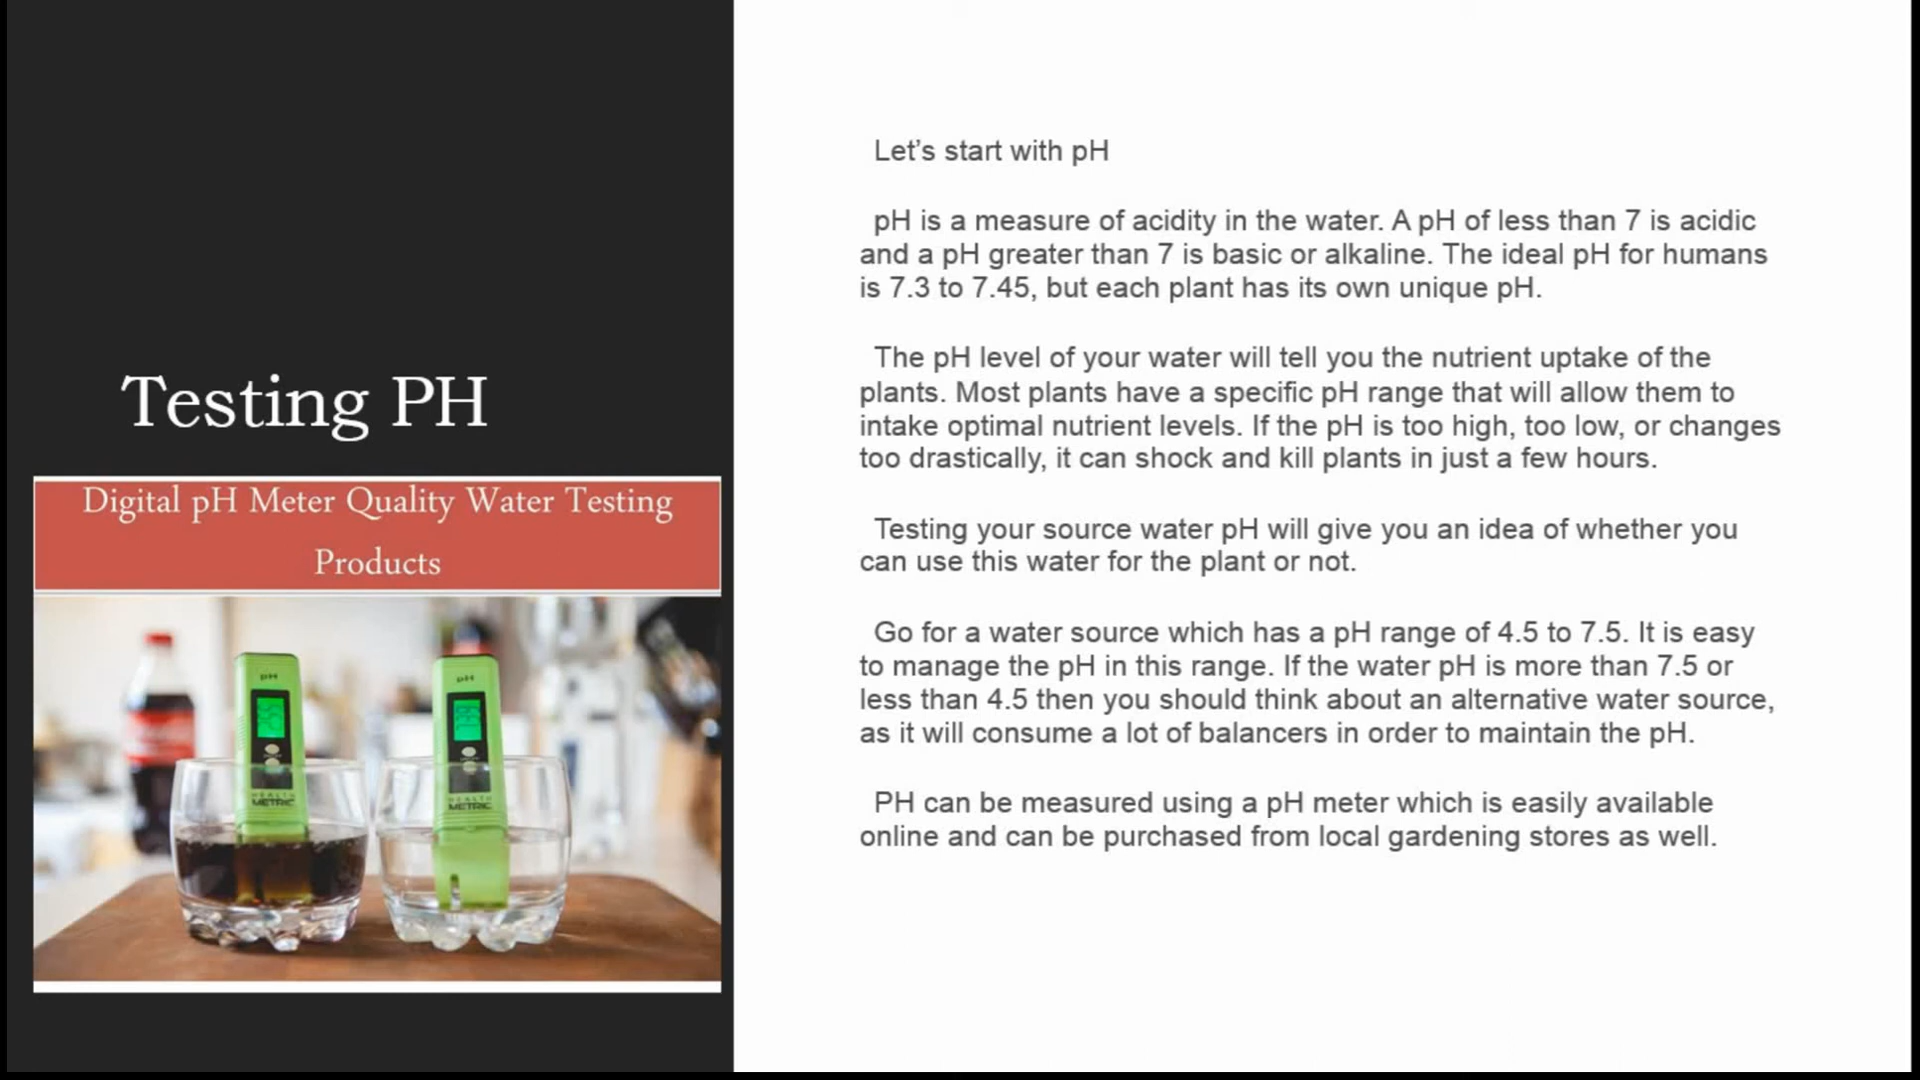 Testing PH
Digital pH Meter Quality Water Testing
Products
pH
HEALTH
METRIC
pH
HEALTH
METRIC
Let’s start with pH
pH is a measure of acidity in the water. A pH of less than 7 is acidic
and a pH greater than 7 is basic or alkaline. The ideal pH for humans
is 7.3 to 7.45, but each plant has its own unique pH.
The pH level of your water will tell you the nutrient uptake of the
plants. Most plants have a specific pH range that will allow them to
intake optimal nutrient levels. If the pH is too high, too low, or changes
too drastically, it can shock and kill plants in just a few hours.
Testing your source water pH will give you an idea of whether you
can use this water for the plant or not.
Go for a water source which has a pH range of 4.5 to 7.5. It is easy
to manage the pH in this range. If the water pH is more than 7.5 or
less than 4.5 then you should think about an alternative water source,
as it will consume a lot of balancers in order to maintain the pH.
PH can be measured using a pH meter which is easily available
online and can be purchased from local gardening stores as well.